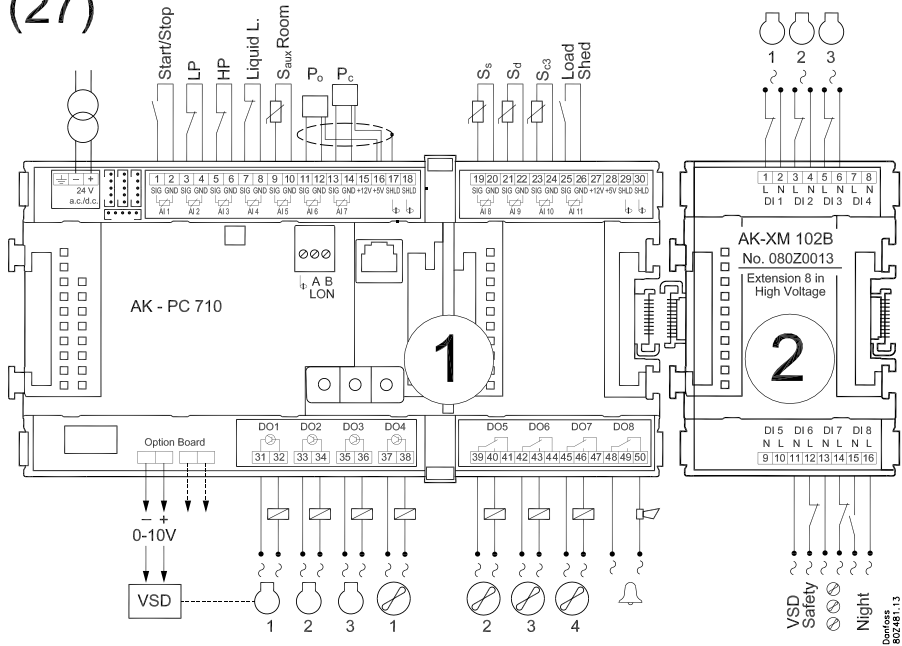 (27)
Start/Stop
LP
HP
Liquid L.
Saux Room
Po
Pc
Ss
Sd
Sc3
Load
Shed
1 2 3
1 2 3 4 5 6 7 8 9 10 11 12 13 14 15 16 17 18
SIG GND SIG GND SIG GND SIG GND SIG GND SIG GND SIG GND +12V +5V SHLD SHLD
AI 1 AI 2 AI 3 AI 4 AI 5 AI 6 AI 7
− +
24 V
a.c./d.c.
19 20 21 22 23 24 25 26 27 28 29 30
SIG GND SIG GND SIG GND SIG GND +12V +5V SHLD SHLD
AI 8 AI 9 AI 10 AI 11
1 2 3 4 5 6 7 8
L N L N L N L N
DI 1 DI 2 DI 3 DI 4
A B
LON
AK - PC 710
1
AK-XM 102B
No. 080Z0013
Extension 8 in
High Voltage
2
Option Board
DO1 DO2 DO3 DO4
31 32 33 34 35 36 37 38
DO5 DO6 DO7 DO8
39 40 41 42 43 44 45 46 47 48 49 50
DI 5 DI 6 DI 7 DI 8
N L N L N L N L
9 10 11 12 13 14 15 16
− +
0-10V
VSD
1 2 3 1
2 3 4
VSD
Safety
Night
Danfoss
80Z481.13